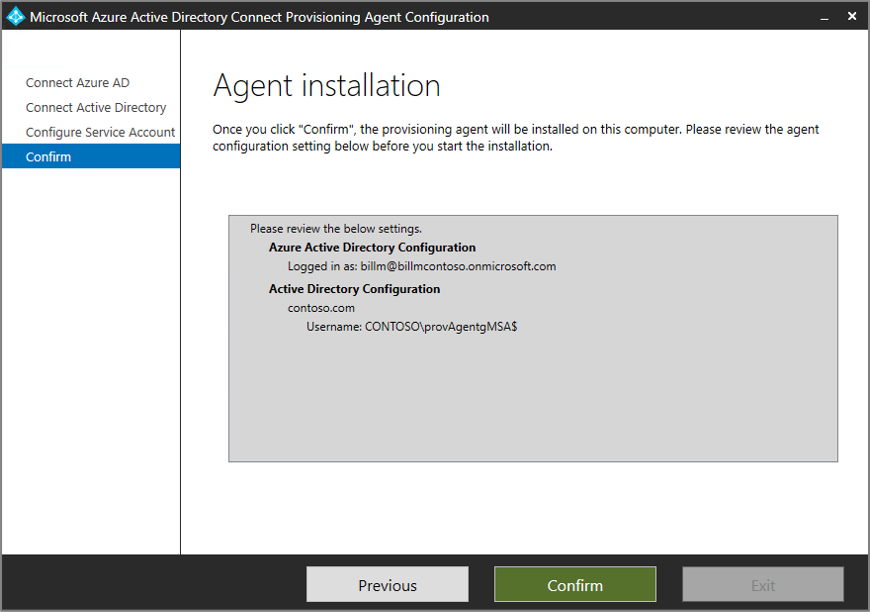 Microsoft Azure Active Directory Connect Provisioning Agent Configuration
Connect Azure AD
Connect Active Directory
Configure Service Account
Confirm
Agent installation
Once you click "Confirm", the provisioning agent will be installed on this computer. Please review the agent
configuration setting below before you start the installation.
Please review the below settings.
Azure Active Directory Configuration
Logged in as: billm@billmcontoso.onmicrosoft.com
Active Directory Configuration
contoso.com
Username: CONTOSO\provAgentgMSA$
Previous
Confirm
Exit